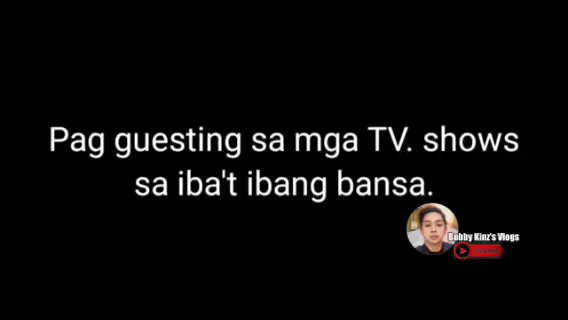 Pag guesting sa mga TV. shows
sa iba't ibang bansa.
Bobby Kinz's Vlogs